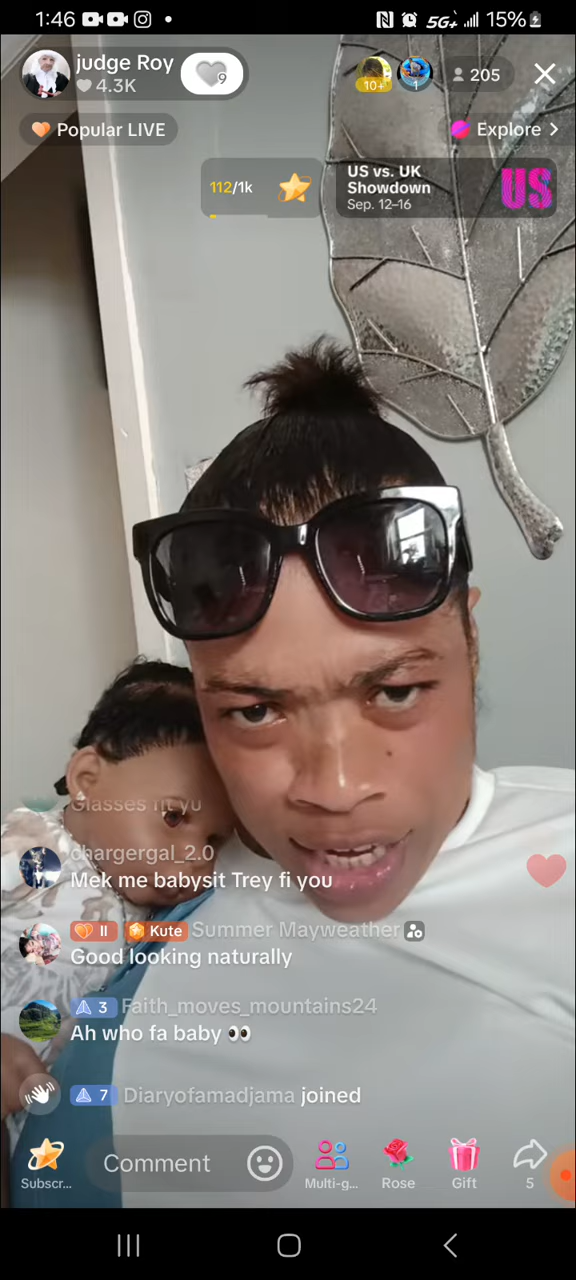 1:46
5G+
15%
judge Roy
4.3K
9
10+
1
205
Popular LIVE
Explore >
112/1k
US vs. UK
Showdown
Sep. 12–16
US
Glasses fit yu
chargergal_2.0
Mek me babysit Trey fi you
II Kute Summer Mayweather
Good looking naturally
3 Faith_moves_mountains24
Ah who fa baby 👀
7 Diaryofamadjama joined
Comment
Subscr...
Multi-g...
Rose
Gift
5